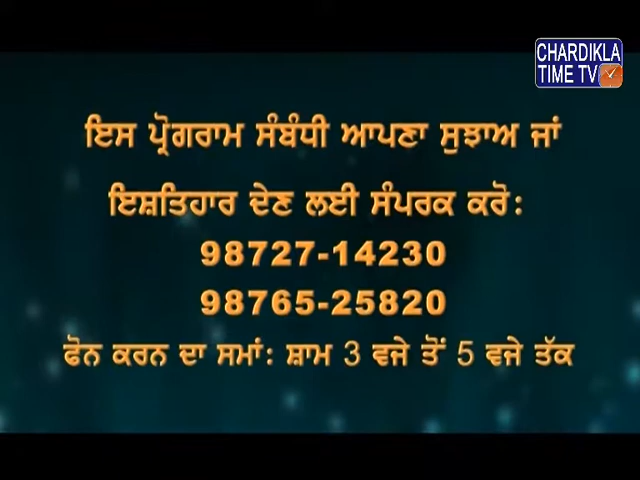 CHARDIKLA
TIME TV
ਇਸ ਪ੍ਰੋਗਰਾਮ ਸੰਬੰਧੀ ਆਪਣਾ ਸੁਝਾਅ ਜਾਂ
ਇਸ਼ਤਿਹਾਰ ਦੇਣ ਲਈ ਸੰਪਰਕ ਕਰੋ:
98727-14230
98765-25820
ਫੋਨ ਕਰਨ ਦਾ ਸਮਾਂ: ਸ਼ਾਮ 3 ਵਜੇ ਤੋਂ 5 ਵਜੇ ਤੱਕ